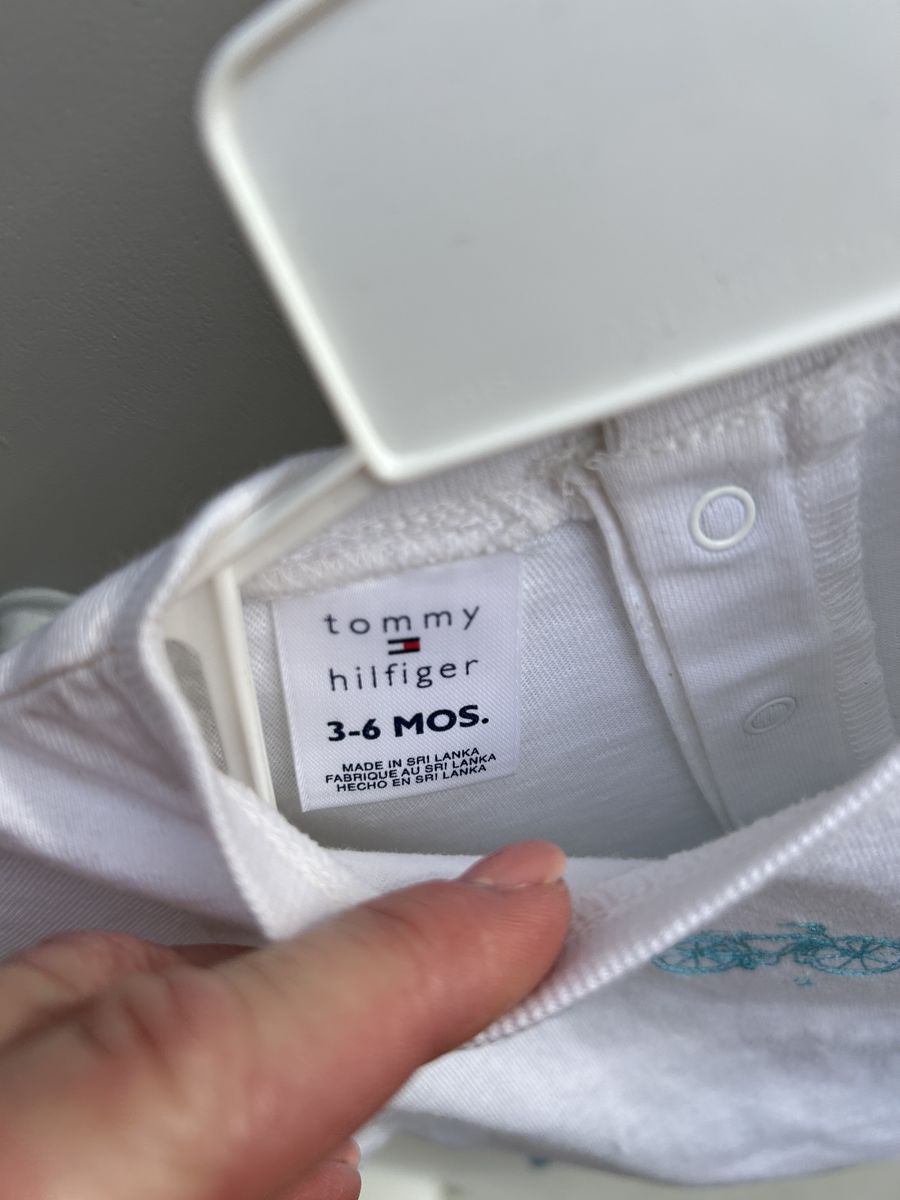 tommy
hilfiger
3-6 MOS.
MADE IN SRI LANKA
FABRIQUE AU SRI LANKA
HECHO EN SRI LANKA